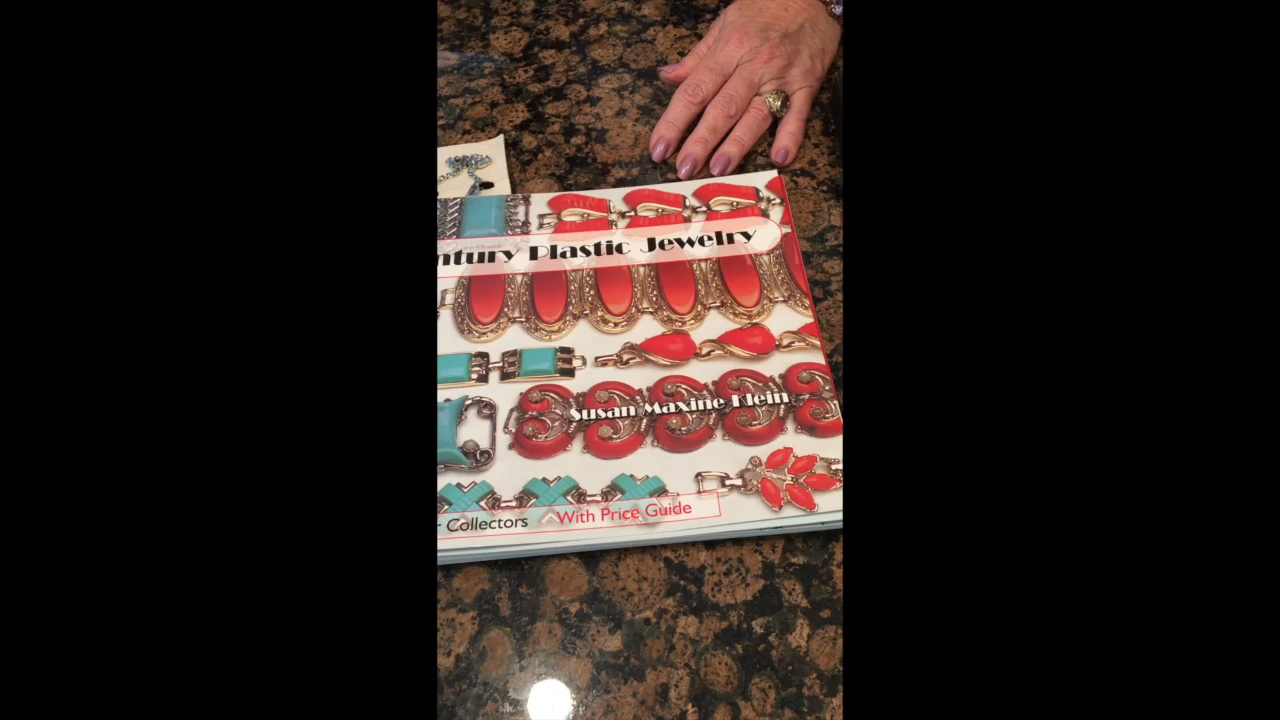 ntury Plastic Jewelry
Susan Maxine Klein
r Collectors
With Price Guide